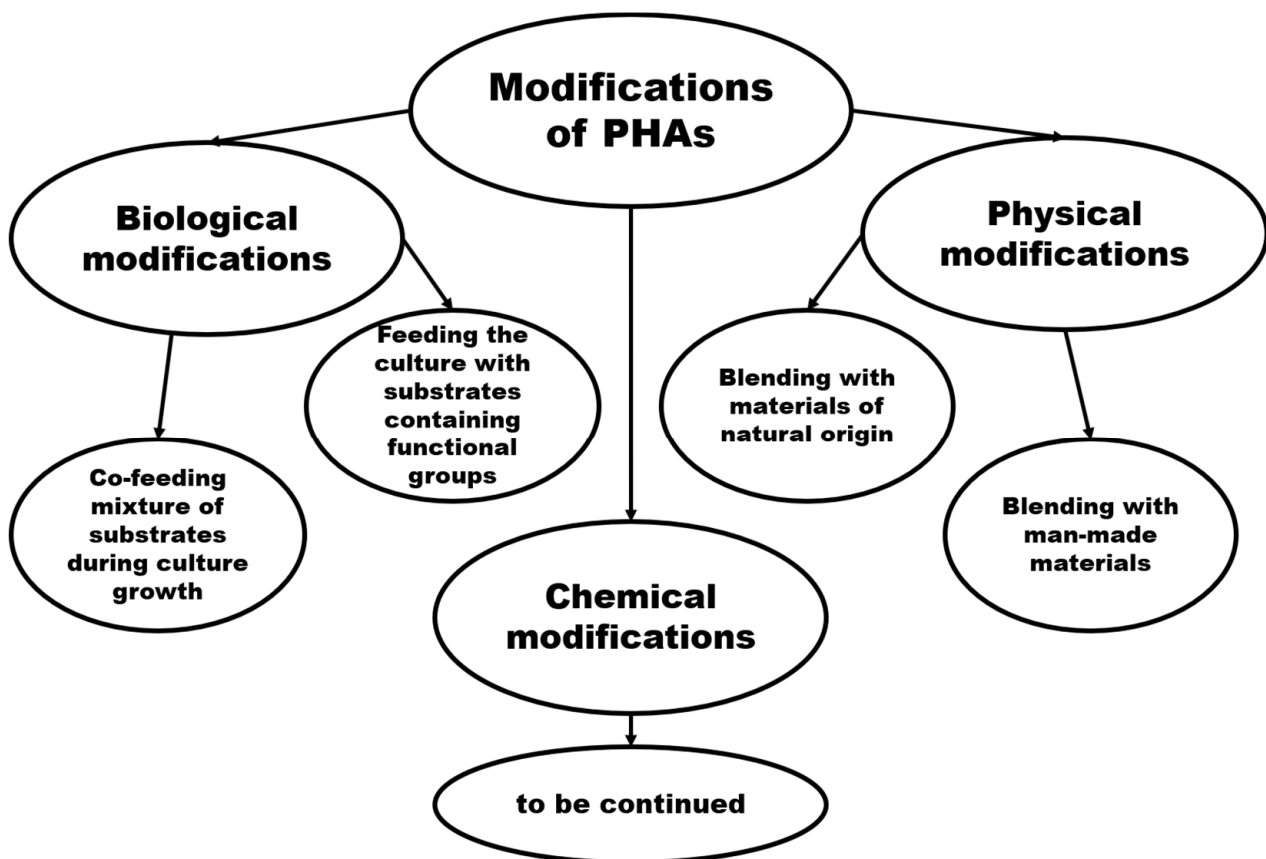 Modifications
of PHAs
Biological
modifications
Physical
modifications
Feeding the
culture with
substrates
containing
functional
groups
Blending with
materials of
natural origin
Co-feeding
mixture of
substrates
during culture
growth
Blending with
man-made
materials
Chemical
modifications
to be continued